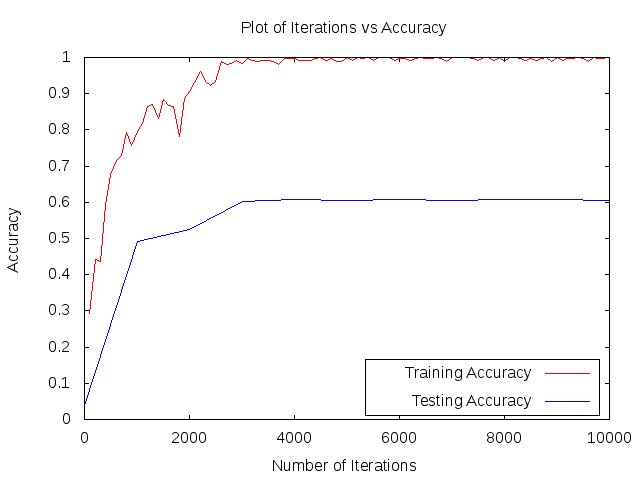 Plot of Iterations vs Accuracy
1
0.9
0.8
0.7
0.6
0.5
0.4
0.3
0.2
0.1
0
Accuracy
Training Accuracy
Testing Accuracy
0 2000 4000 6000 8000 10000
Number of Iterations